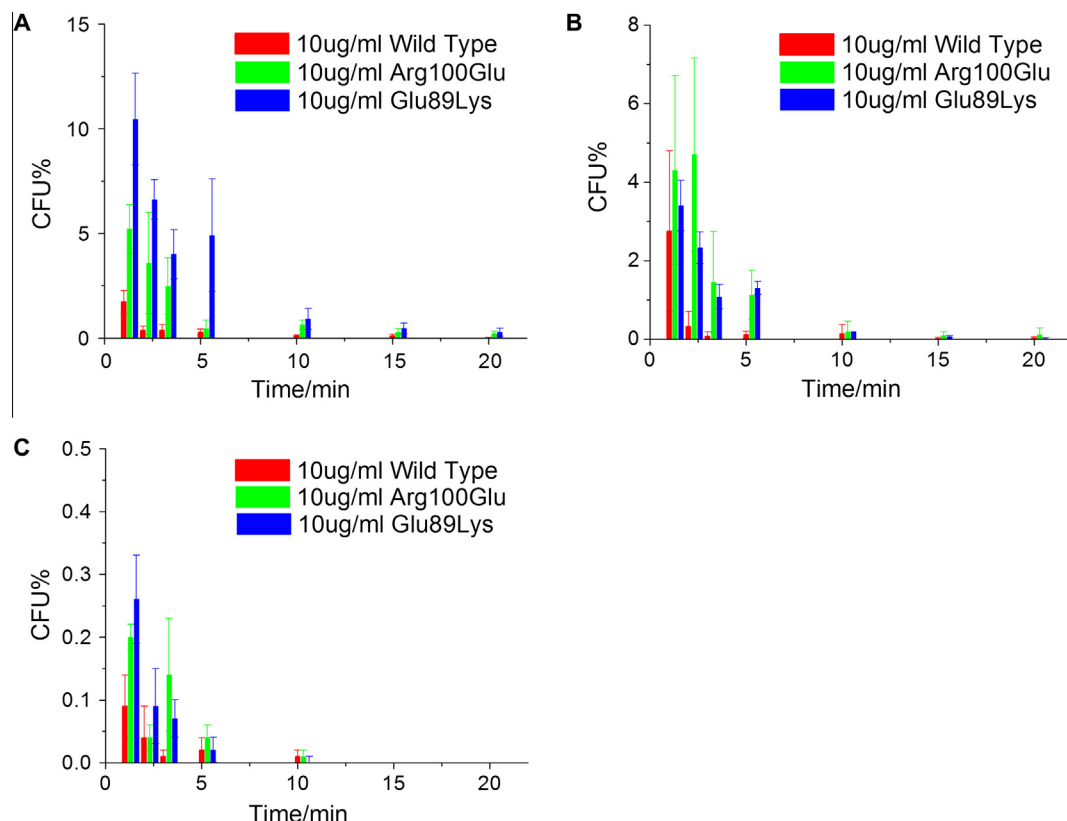 A
15
10
5
0
CFU%
10ug/ml Wild Type
10ug/ml Arg100Glu
10ug/ml Glu89Lys
0 5 10 15 20
Time/min
B
8
6
4
2
0
CFU%
10ug/ml Wild Type
10ug/ml Arg100Glu
10ug/ml Glu89Lys
0 5 10 15 20
Time/min
C
0.5
0.4
0.3
0.2
0.1
0.0
CFU%
10ug/ml Wild Type
10ug/ml Arg100Glu
10ug/ml Glu89Lys
0 5 10 15 20
Time/min